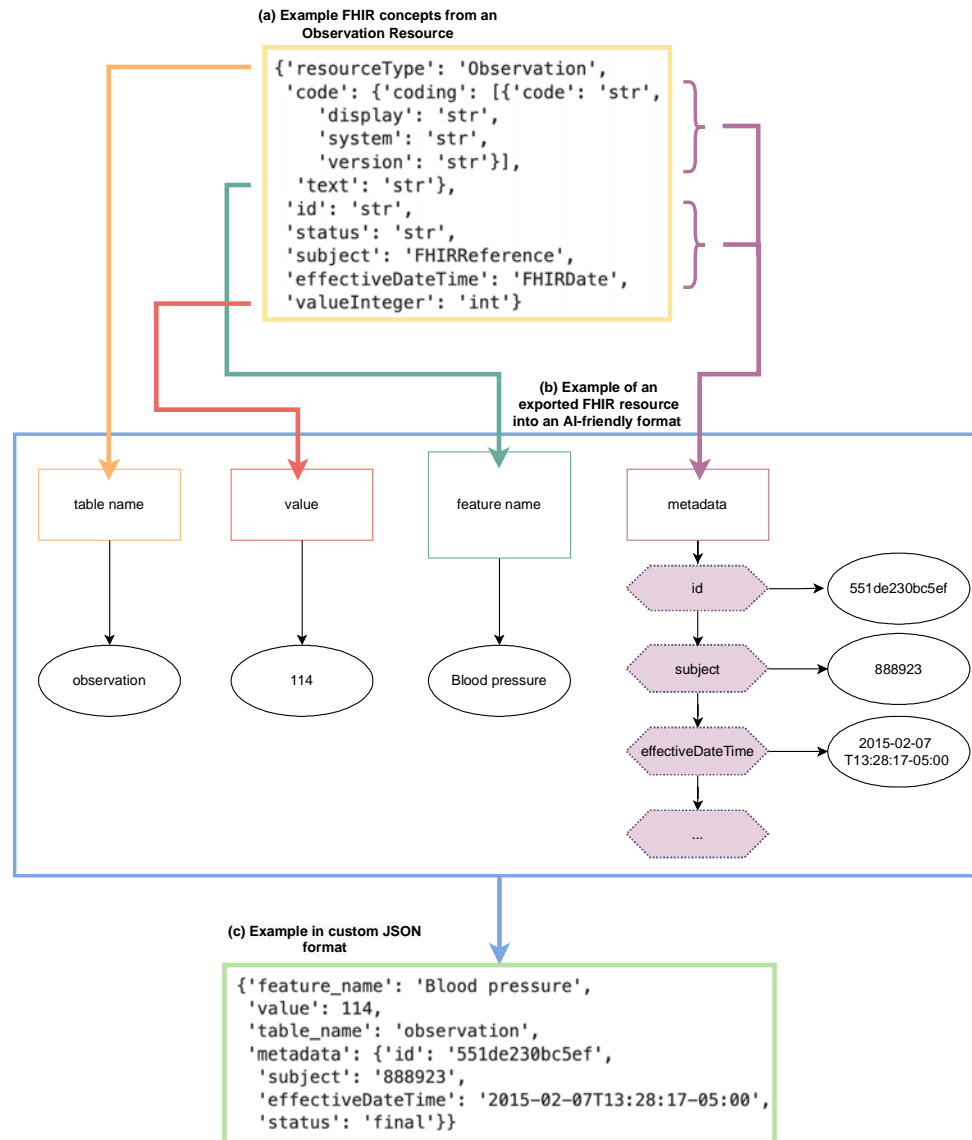 (a) Example FHIR concepts from an
Observation Resource
{'resourceType': 'Observation',
'code': {'coding': [{'code': 'str',
'display': 'str',
'system': 'str',
'version': 'str'}],
'text': 'str'},
'id': 'str',
'status': 'str',
'subject': 'FHIRReference',
'effectiveDateTime': 'FHIRDate',
'valueInteger': 'int'}
(b) Example of an
exported FHIR resource
into an AI-friendly format
table name
value
feature name
metadata
id
551de230bc5ef
observation
114
Blood pressure
subject
888923
effectiveDateTime
2015-02-07
T13:28:17-05:00
...
(c) Example in custom JSON
format
{'feature_name': 'Blood pressure',
'value': 114,
'table_name': 'observation',
'metadata': {'id': '551de230bc5ef',
'subject': '888923',
'effectiveDateTime': '2015-02-07T13:28:17-05:00',
'status': 'final'}}